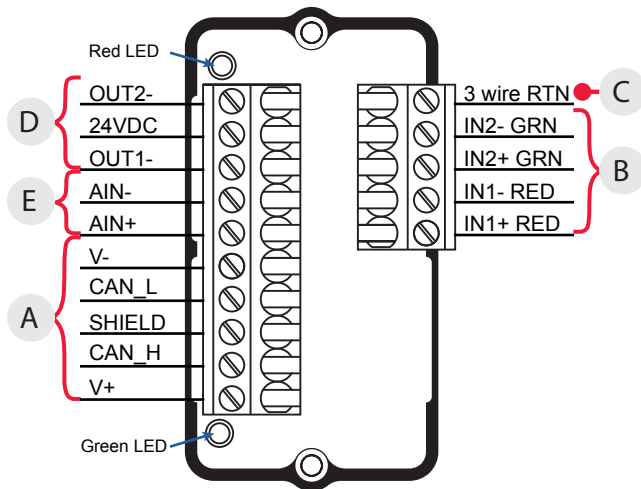 Red LED
D
OUT2-
24VDC
OUT1-
E
AIN-
AIN+
A
V-
CAN_L
SHIELD
CAN_H
V+
Green LED
3 wire RTN
C
IN2- GRN
IN2+ GRN
IN1- RED
IN1+ RED
B